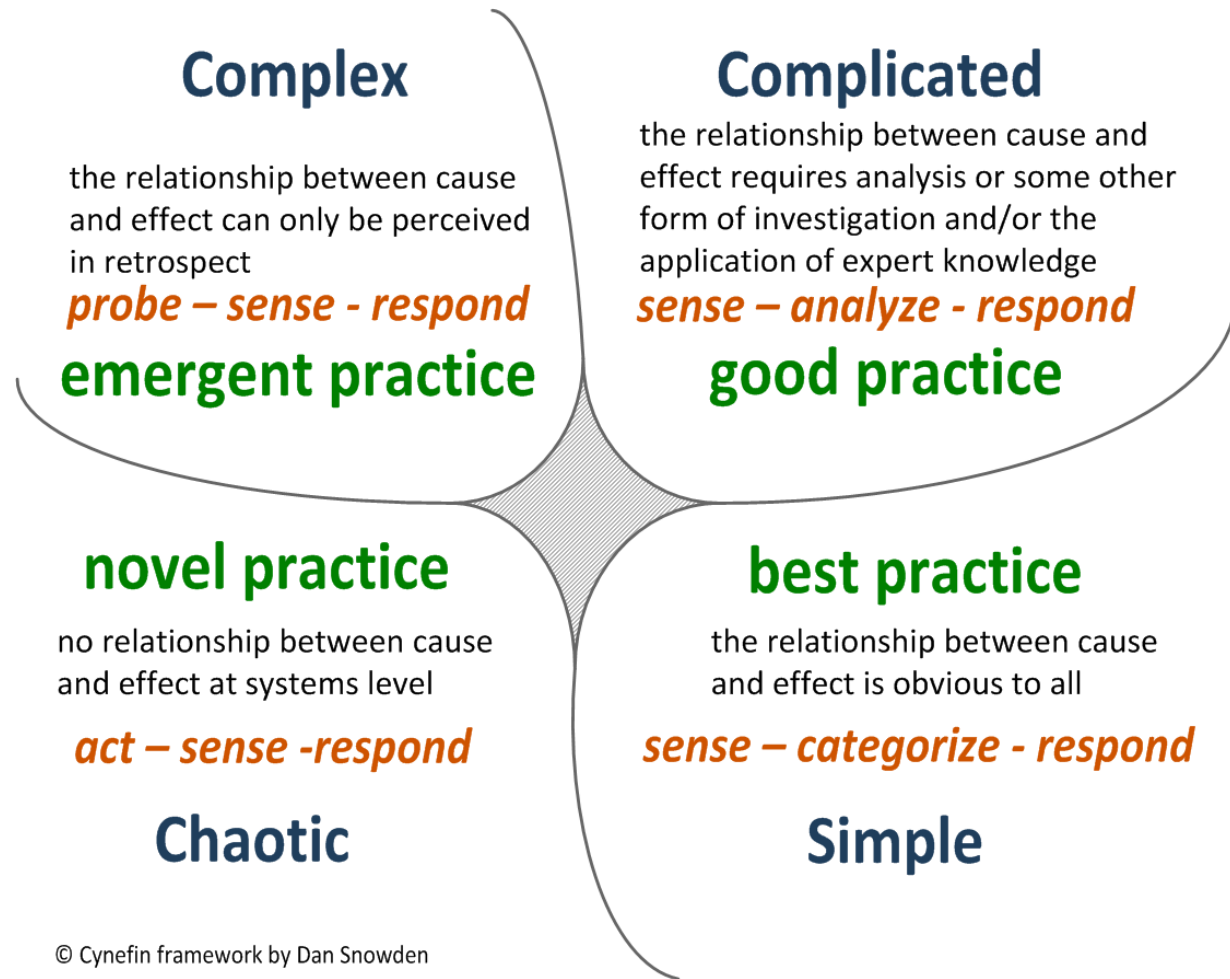 Complex
the relationship between cause
and effect can only be perceived
in retrospect
probe – sense - respond
emergent practice
Complicated
the relationship between cause and
effect requires analysis or some other
form of investigation and/or the
application of expert knowledge
sense – analyze - respond
good practice
novel practice
no relationship between cause
and effect at systems level
act – sense -respond
Chaotic
best practice
the relationship between cause
and effect is obvious to all
sense – categorize - respond
Simple
© Cynefin framework by Dan Snowden